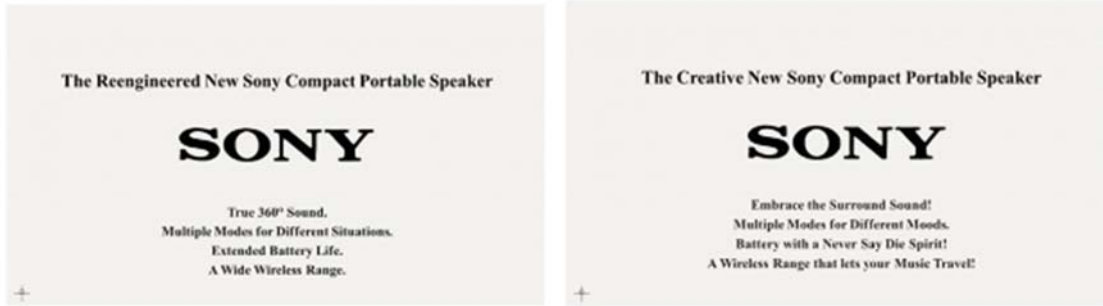 The Reengineered New Sony Compact Portable Speaker
SONY
True 360° Sound.
Multiple Modes for Different Situations.
Extended Battery Life.
A Wide Wireless Range.
The Creative New Sony Compact Portable Speaker
SONY
Embrace the Surround Sound!
Multiple Modes for Different Moods.
Battery with a Never Say Die Spirit!
A Wireless Range that lets your Music Travel!